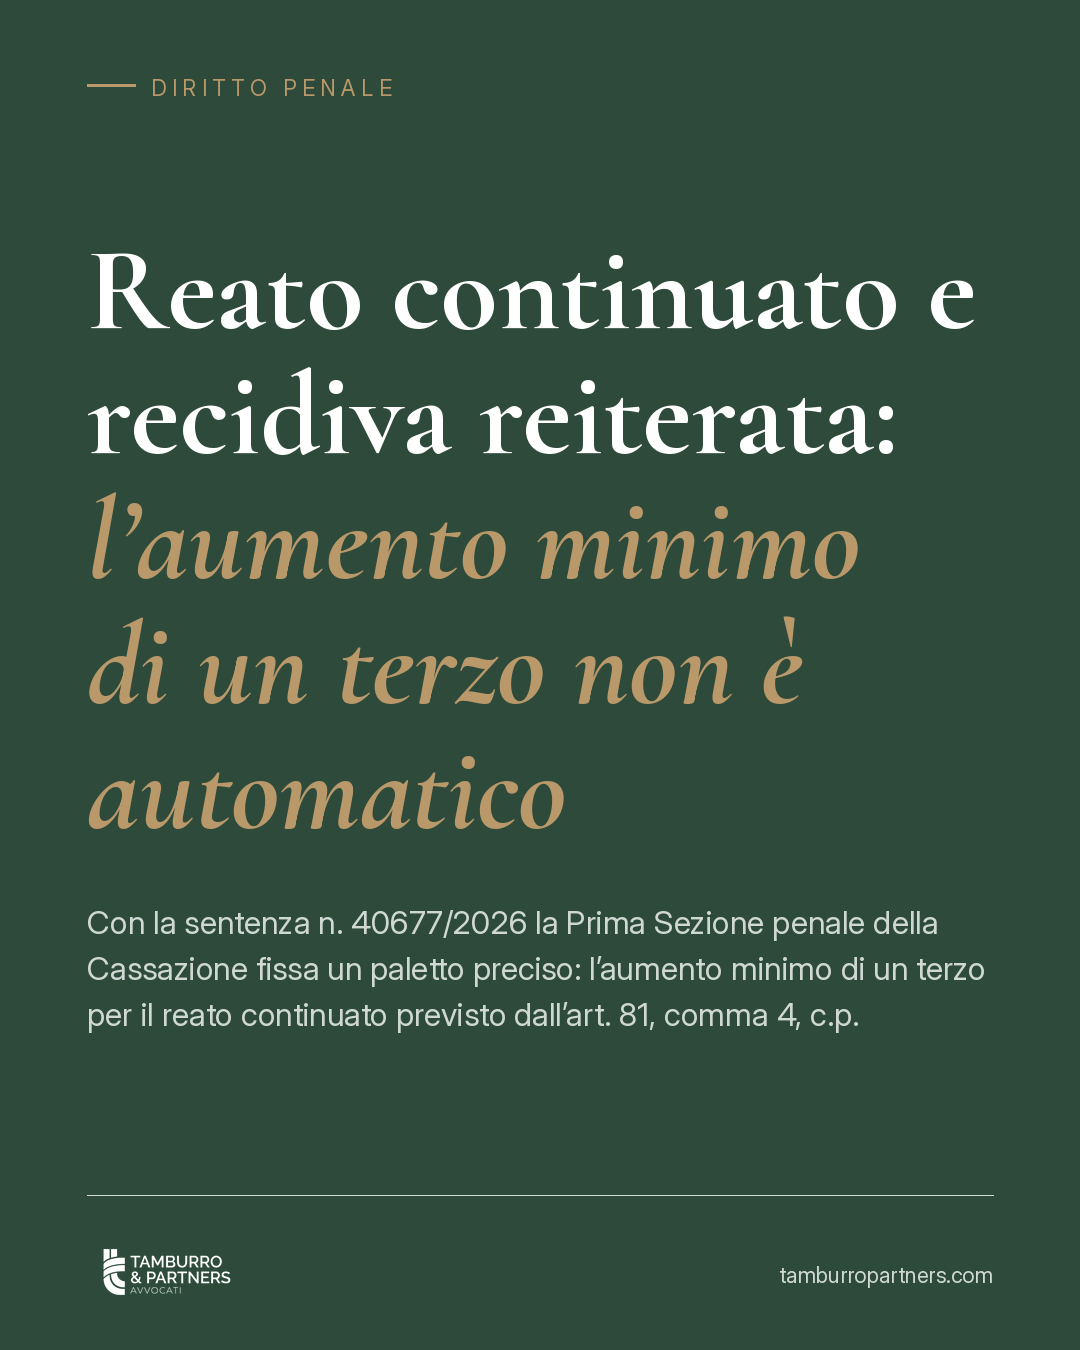 DIRITTO PENALE
Reato continuato e
recidiva reiterata:
l’aumento minimo
di un terzo non è
automatico
Con la sentenza n. 40677/2026 la Prima Sezione penale della
Cassazione fissa un paletto preciso: l’aumento minimo di un terzo
per il reato continuato previsto dall’art. 81, comma 4, c.p.
TAMBURRO
& PARTNERS
AVVOCATI
tamburropartners.com